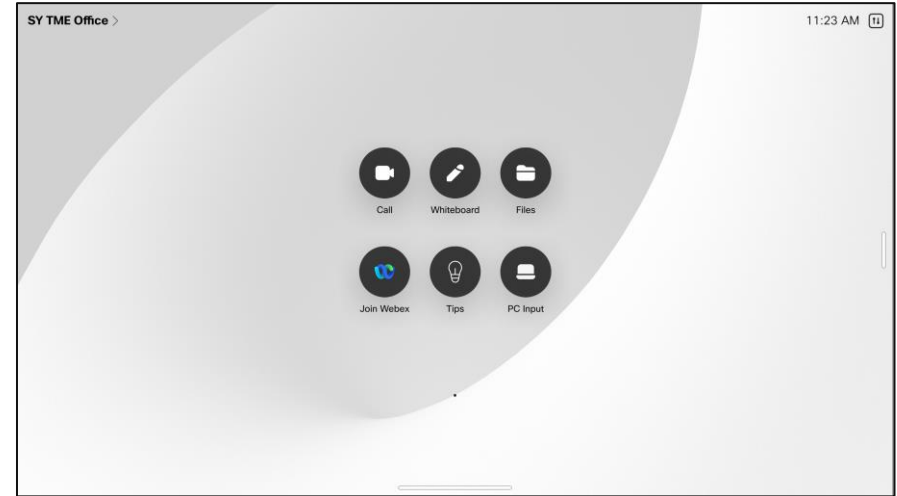 SY TME Office
11:23 AM
Call
Whiteboard
Files
Join Webex
Tips
PC Input